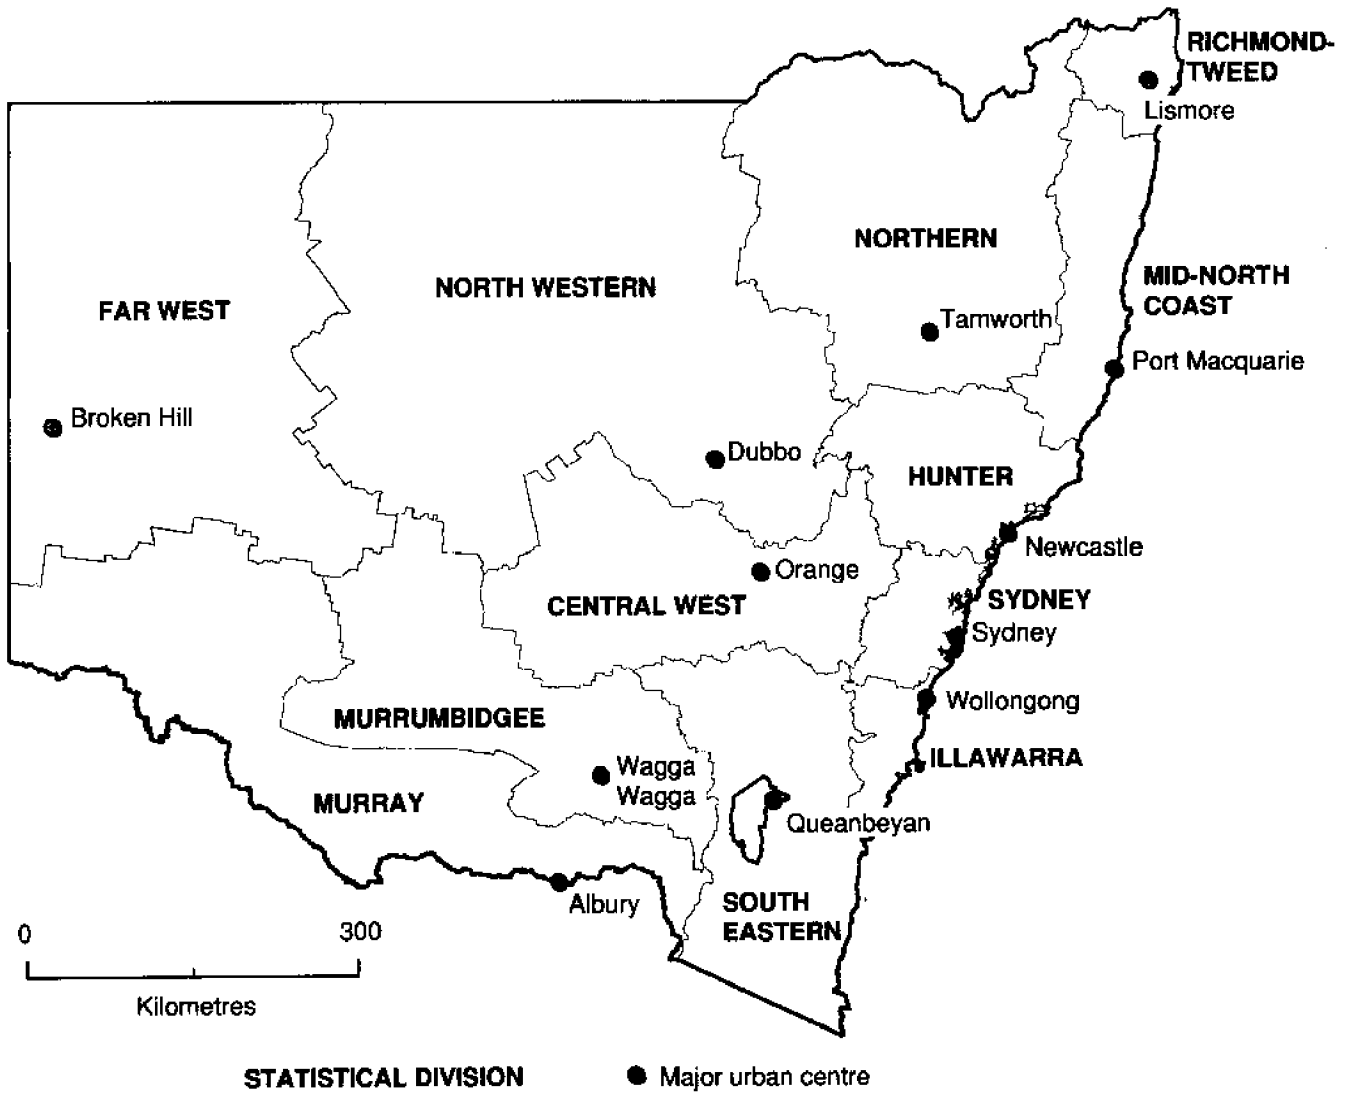 RICHMOND-
TWEED
Lismore
NORTHERN
MID-NORTH
COAST
NORTH WESTERN
FAR WEST
Tamworth
Port Macquarie
Broken Hill
Dubbo
HUNTER
Newcastle
Orange
CENTRAL WEST
SYDNEY
Sydney
Wollongong
MURRUMBIDGEE
ILLAWARRA
Wagga
Wagga
MURRAY
Queanbeyan
Albury
SOUTH
EASTERN
0 300
Kilometres
STATISTICAL DIVISION
Major urban centre